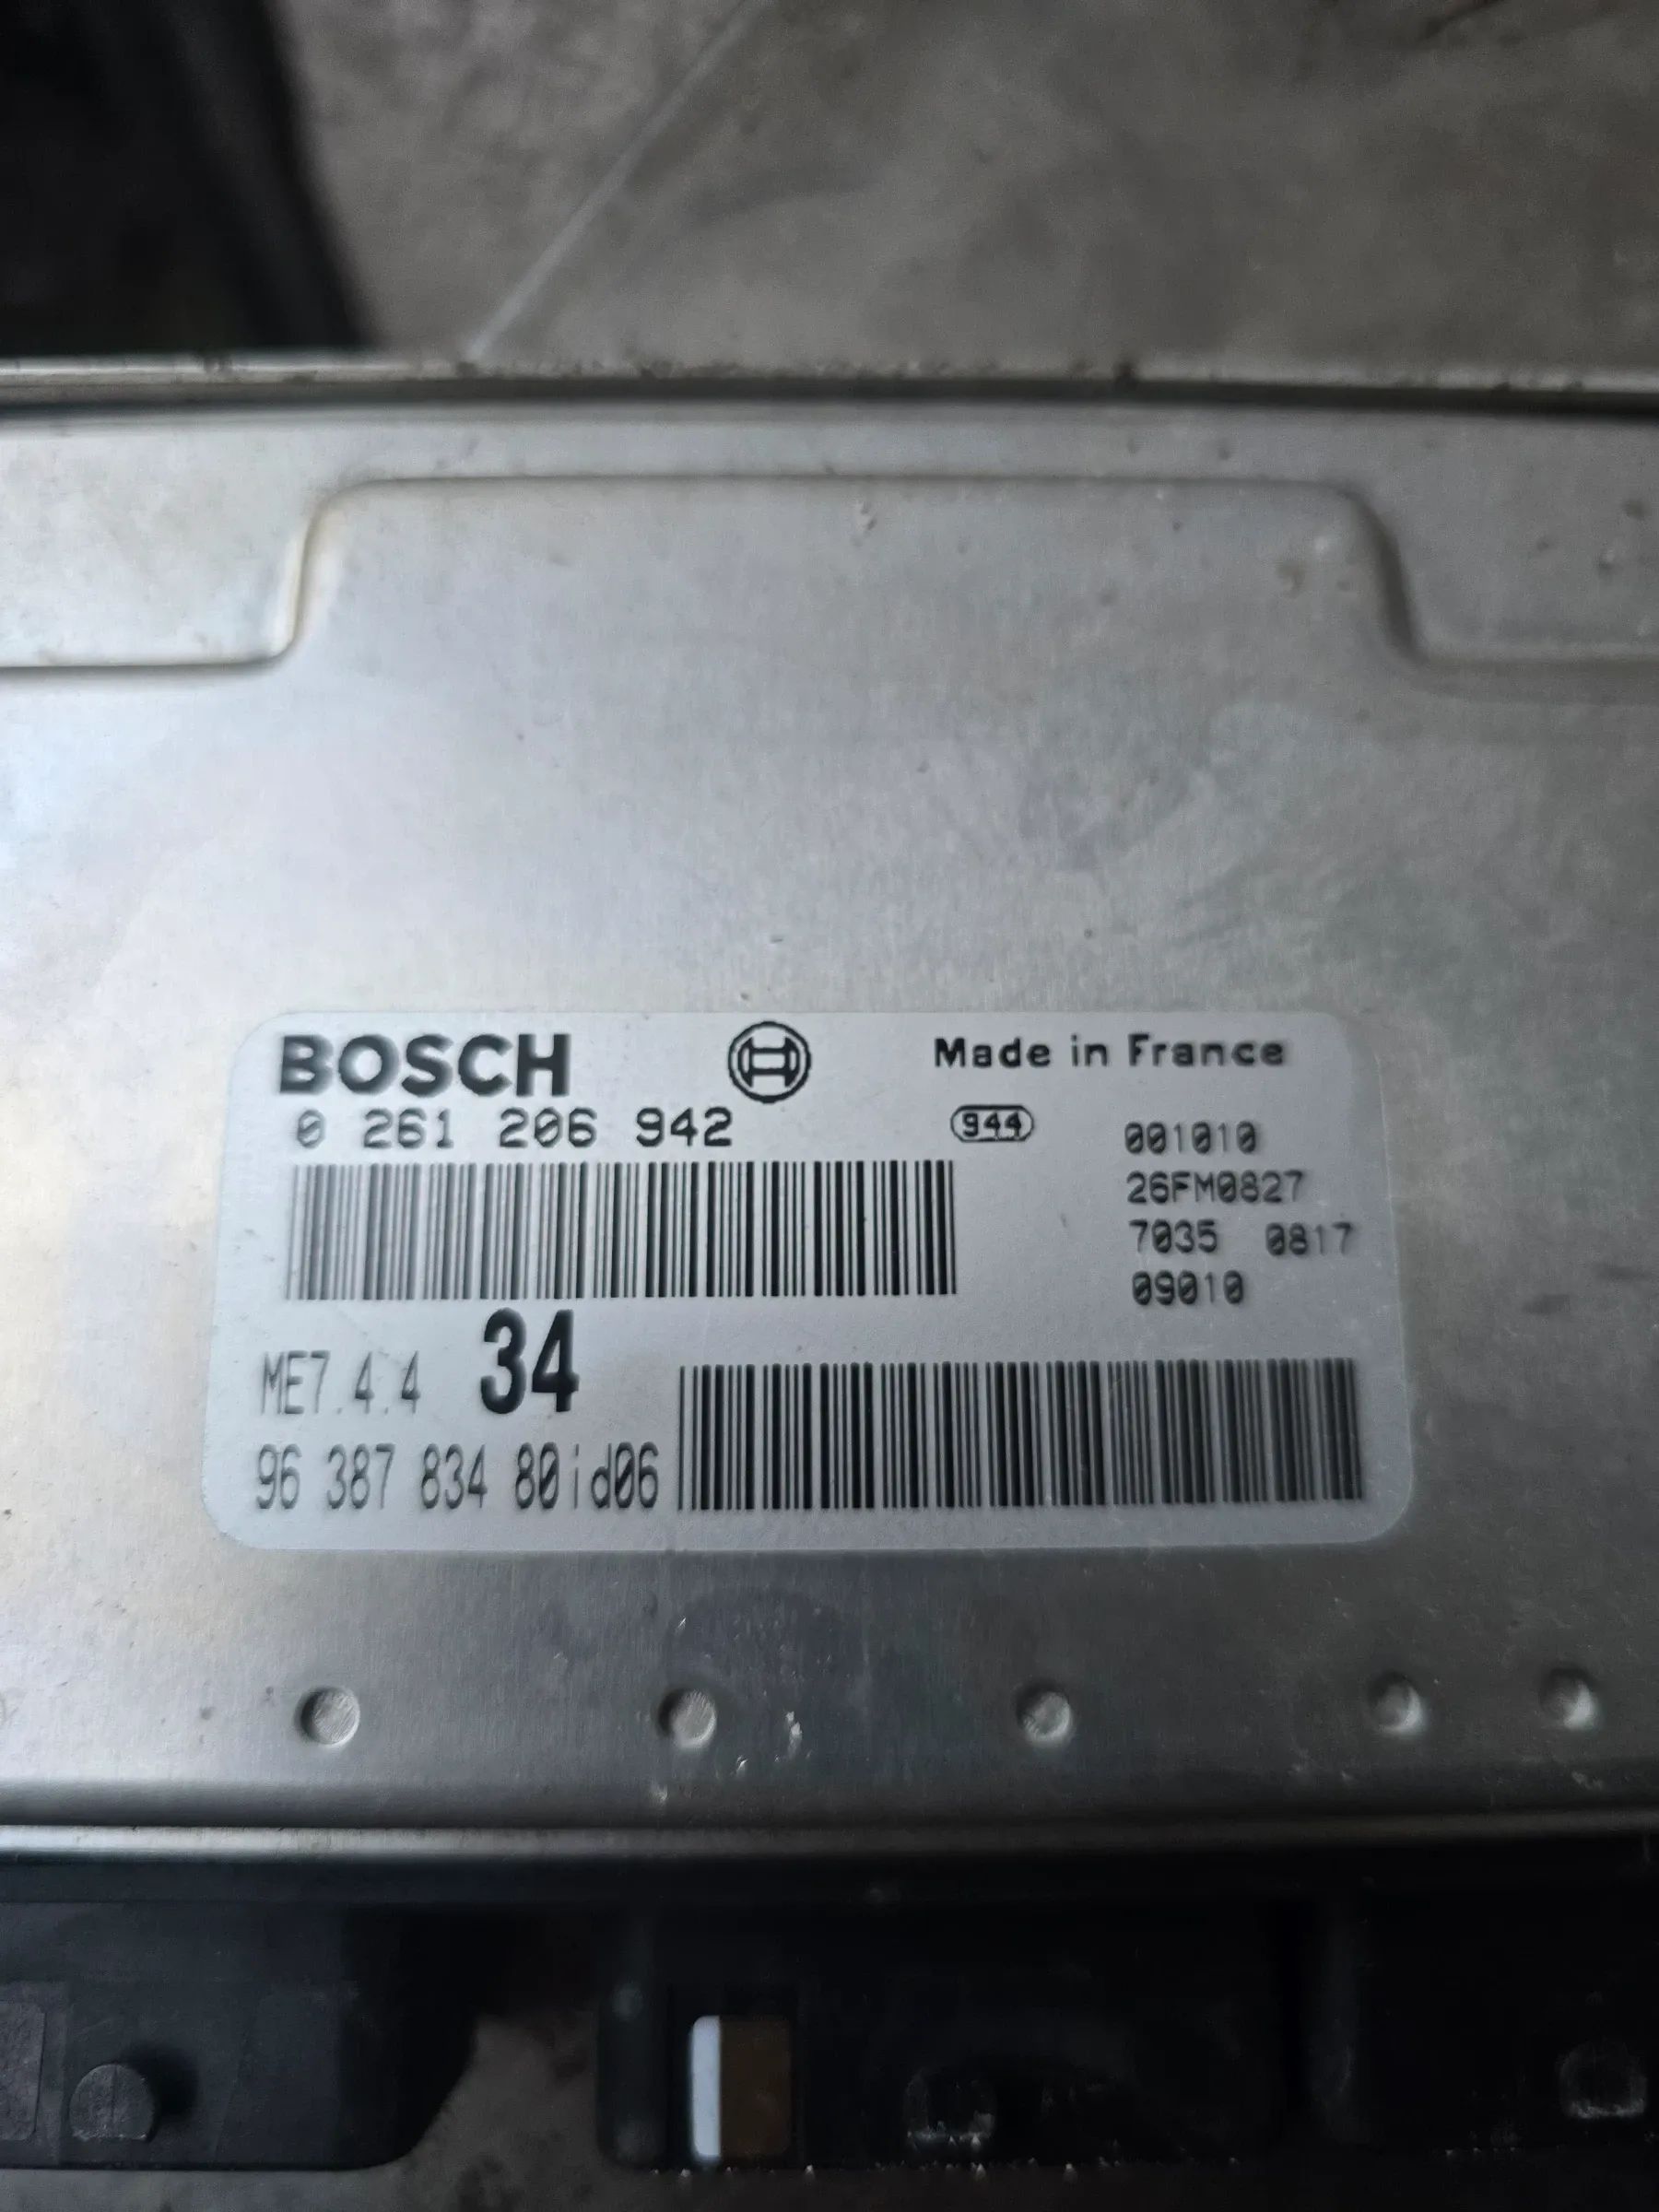 BOSCH Made in France
0 261 206 942 944 001010
26FM0827
7035 0817
09010
ME7.4.4 34
96 387 834 80id06